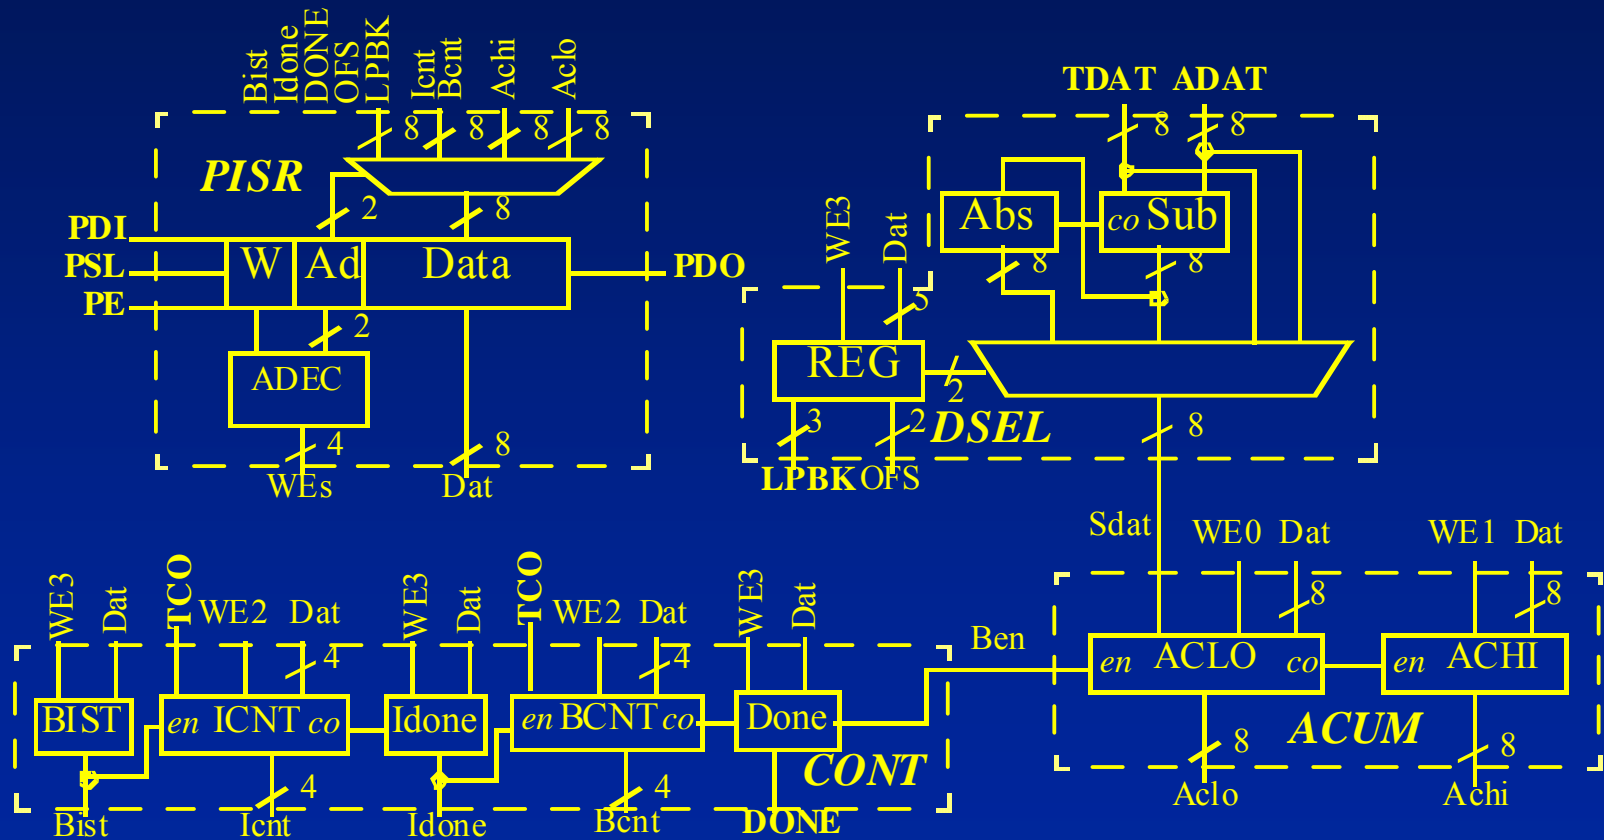 Bist
Idone
DONE
OFS
LPBK
Icnt
Bcnt
Achi
Aclo
8
8
8
8
PISR
2
8
PDI
PSL
PE
W
Ad
Data
PDO
2
ADEC
4
8
WEs
Dat
TDAT ADAT
8
8
Abs
co Sub
8
8
WE3
Dat
5
REG
2
3
2
DSEL
8
LPBK OFS
Sdat
WE3
Dat
TCO
WE2 Dat
4
WE3
Dat
TCO
WE2 Dat
4
WE3
Dat
BIST
en ICNT co
Idone
en BCNT co
Done
4
4
CONT
Bist
Icnt
Idone
Bcnt
DONE
Ben
WE0 Dat
8
WE1 Dat
8
en ACLO co
en ACHI
8
ACUM
8
Aclo
Achi